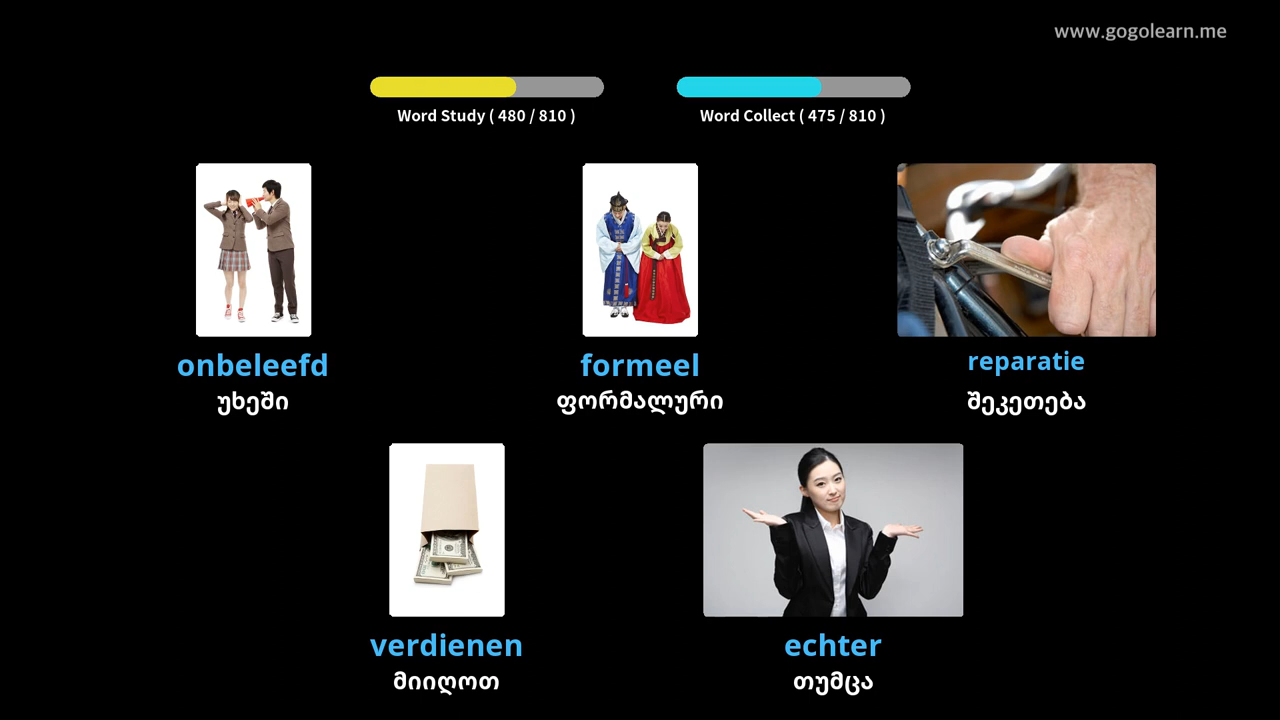 www.gogolearn.me
Word Study ( 480 / 810 )
Word Collect ( 475 / 810 )
onbeleefd
უხეში
formeel
ფორმალური
reparatie
შეკეთება
verdienen
მიიღოთ
echter
თუმცა